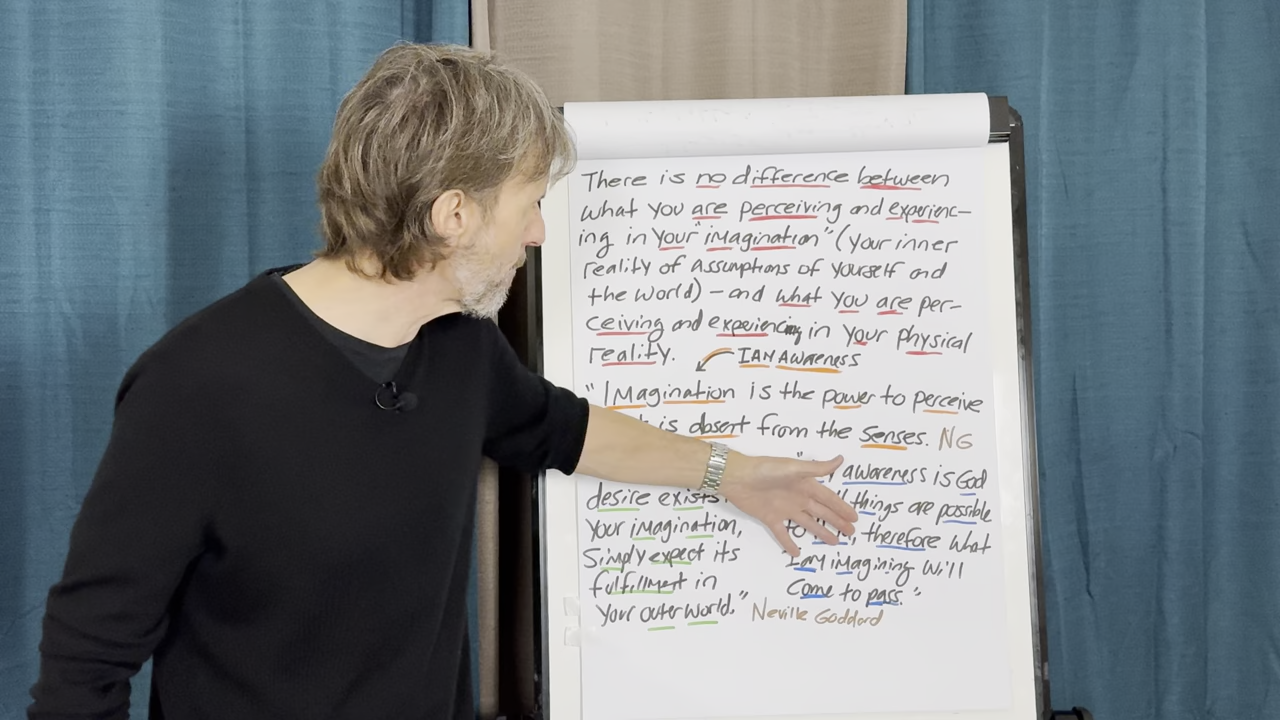 There is no difference between
what you are perceiving and experienc-
ing in your "imagination" (your inner
reality of assumptions of yourself and
the world) - and what you are per-
ceiving and experiencing in your physical
reality.
I AM AWARENESS
"Imagination is the power to perceive
is absent from the senses. NG
desire exists
your imagination,
Simply expect its
fulfillment in
your outer world."
awareness is God
things are possible
to therefore what
I am imagining will
come to pass."
Neville Goddard